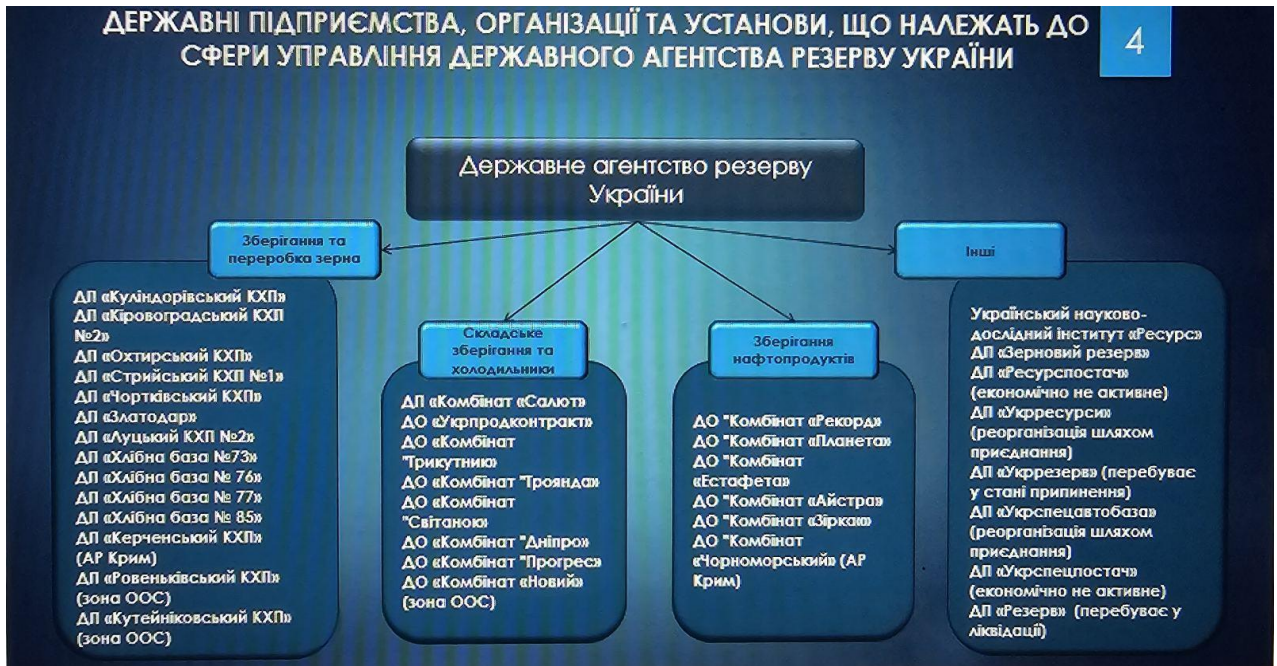 ДЕРЖАВНІ ПІДПРИЄМСТВА, ОРГАНІЗАЦІЇ ТА УСТАНОВИ, ЩО НАЛЕЖАТЬ ДО
СФЕРИ УПРАВЛІННЯ ДЕРЖАВНОГО АГЕНТСТВА РЕЗЕРВУ УКРАЇНИ
4
Державне агентство резерву
України
Зберігання та
переробка зерна
ДП «Куліндорівський КХП»
ДП «Кіровоградський КХП
№2»
ДП «Охтирський КХП»
ДП «Стрийський КХП №1»
ДП «Чортківський КХП»
ДП «Златодар»
ДП «Луцький КХП №2»
ДП «Хлібна база №73»
ДП «Хлібна база № 76»
ДП «Хлібна база № 77»
ДП «Хлібна база № 85»
ДП «Керченський КХП»
(АР Крим)
ДП «Ровеньківський КХП»
(зона ООС)
ДП «Кутейніковський КХП»
(зона ООС)
Складське
зберігання та
холодильники
ДП «Комбінат «Салют»
ДО «Укрпродконтракт»
ДО «Комбінат
"Трикутник»
ДО «Комбінат "Троянда»
ДО «Комбінат
"Світанок»
ДО «Комбінат "Дніпро»
ДО «Комбінат "Прогрес»
ДО «Комбінат «Новий»
(зона ООС)
Зберігання
нафтопродуктів
ДО "Комбінат «Рекорд»
ДО "Комбінат «Планета»
ДО "Комбінат
«Естафета»
ДО "Комбінат «Айстра»
ДО "Комбінат «Зірка»
ДО "Комбінат
«Чорноморський» (АР
Крим)
Інші
Український науково-
дослідний інститут «Ресурс»
ДП «Зерновий резерв»
ДП «Ресурспостач»
(економічно не активне)
ДП «Укрресурси»
(реорганізація шляхом
приєднання)
ДП «Укррезерв» (перебуває
у стані припинення)
ДП «Укрспецавтобаза»
(реорганізація шляхом
приєднання)
ДП «Укрспецпостач»
(економічно не активне)
ДП «Резерв» (перебуває у
ліквідації)